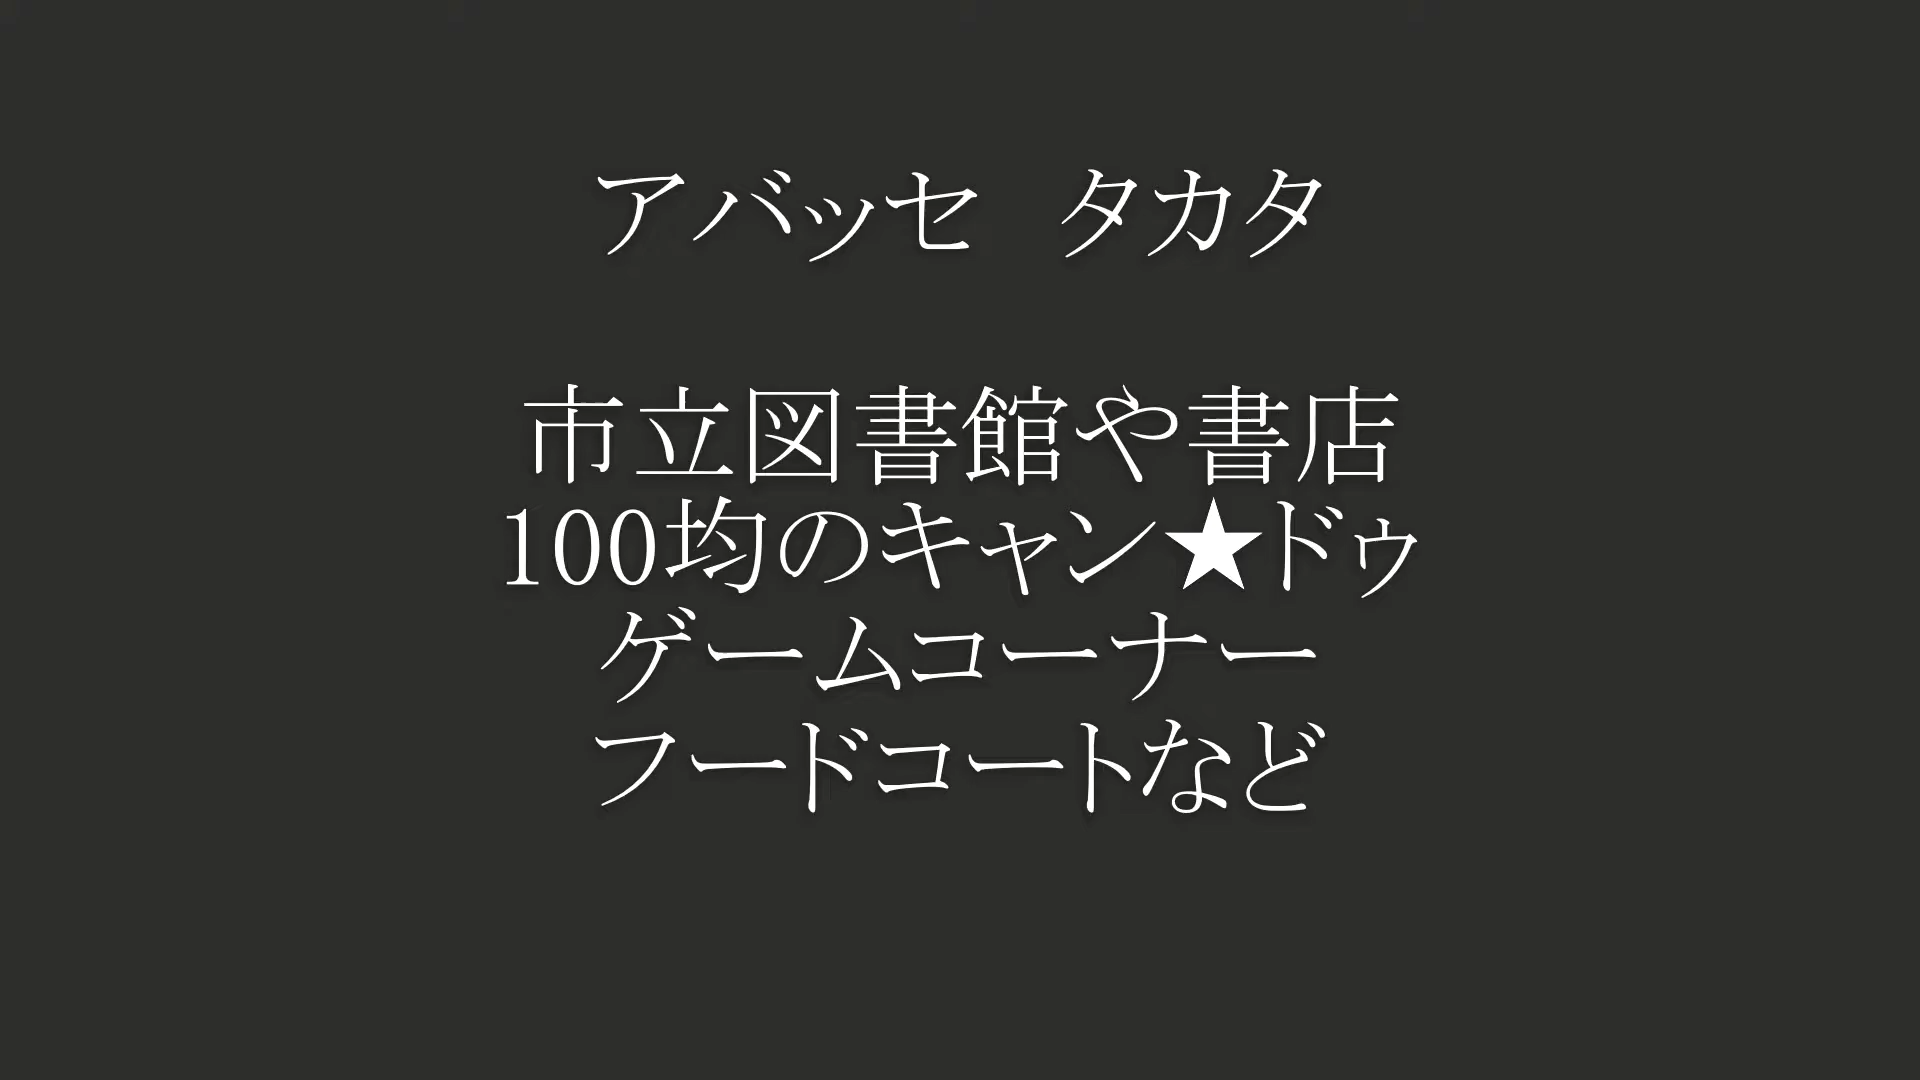 アバッセ　タカタ
市立図書館や書店
100均のキャン★ドゥ
ゲームコーナー
フードコートなど